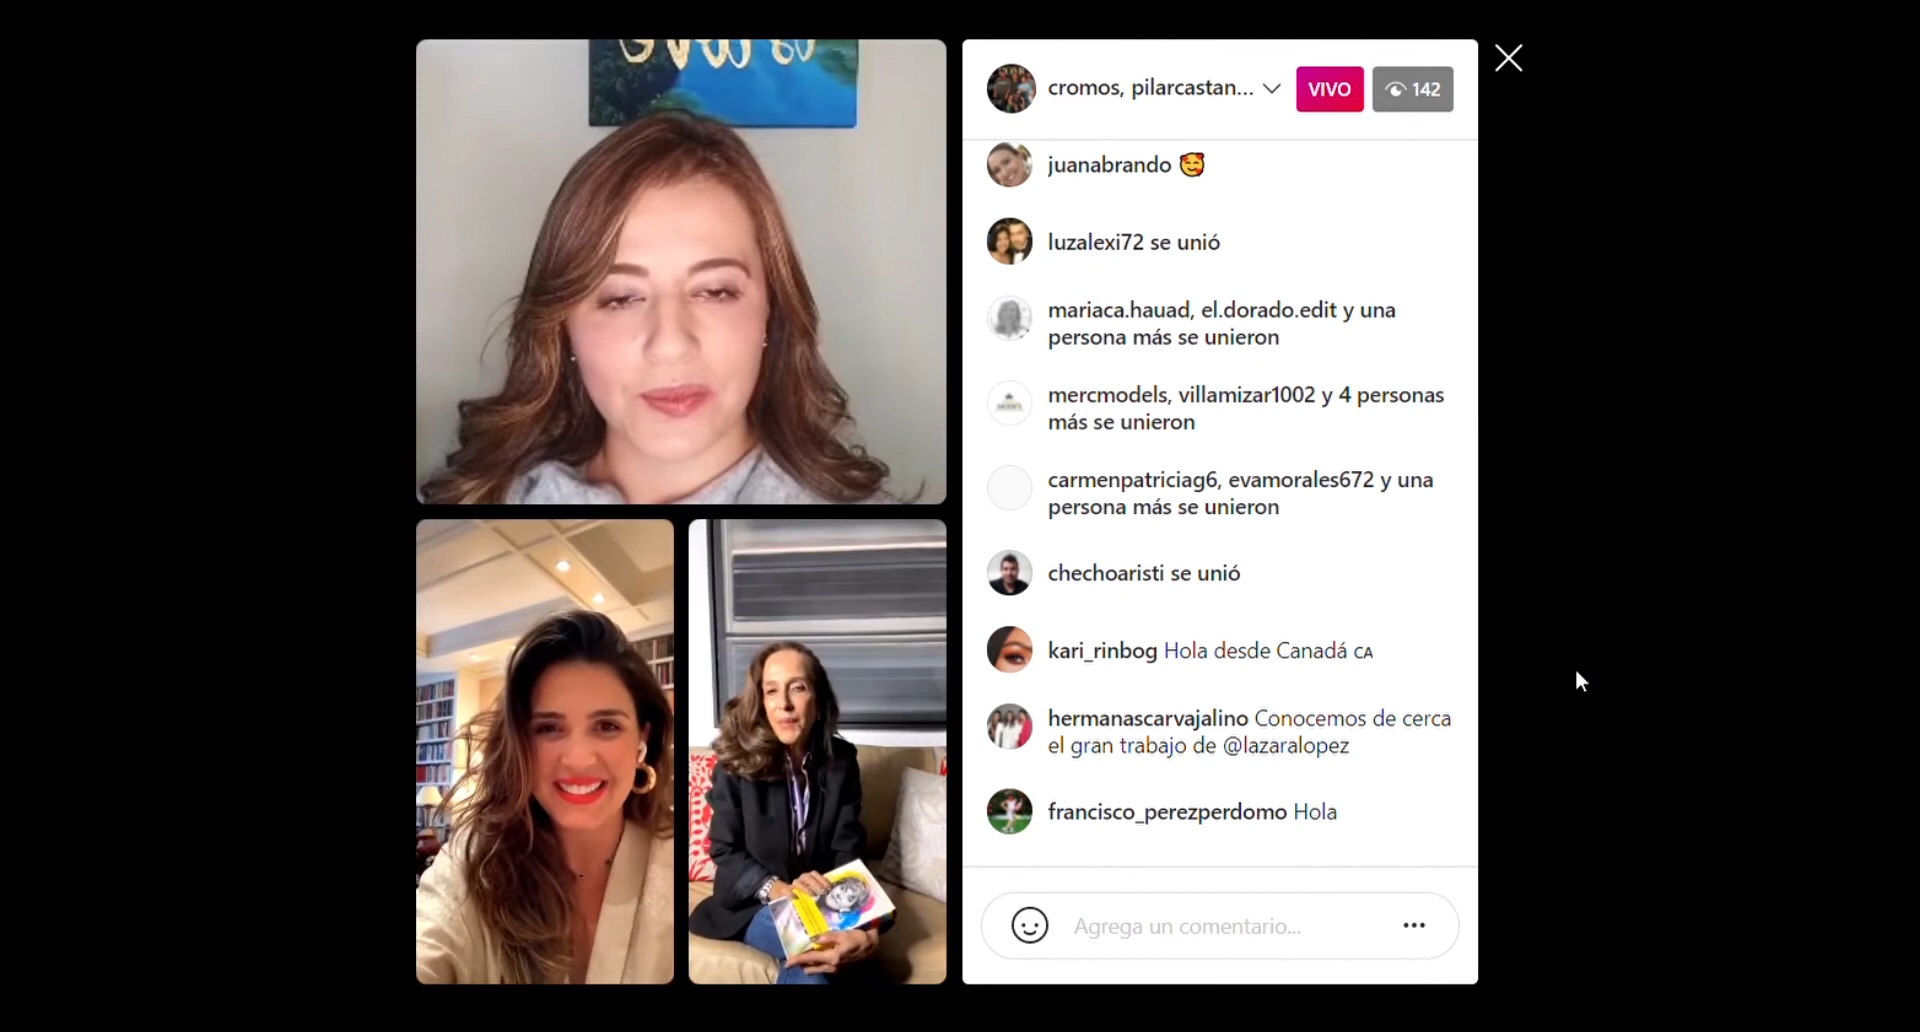 cromos, pilarcastan...
VIVO
142
juanabrando 🥰
luzalexi72 se unió
mariaca.hauad, el.dorado.edit y una
persona más se unieron
mercmodels, villamizar1002 y 4 personas
más se unieron
carmenpatriciag6, evamorales672 y una
persona más se unieron
chechoaristi se unió
kari_rinbog Hola desde Canadá CA
hermanascarvajalino Conocemos de cerca
el gran trabajo de @lazaralopez
francisco_perezperdomo Hola
Agrega un comentario...